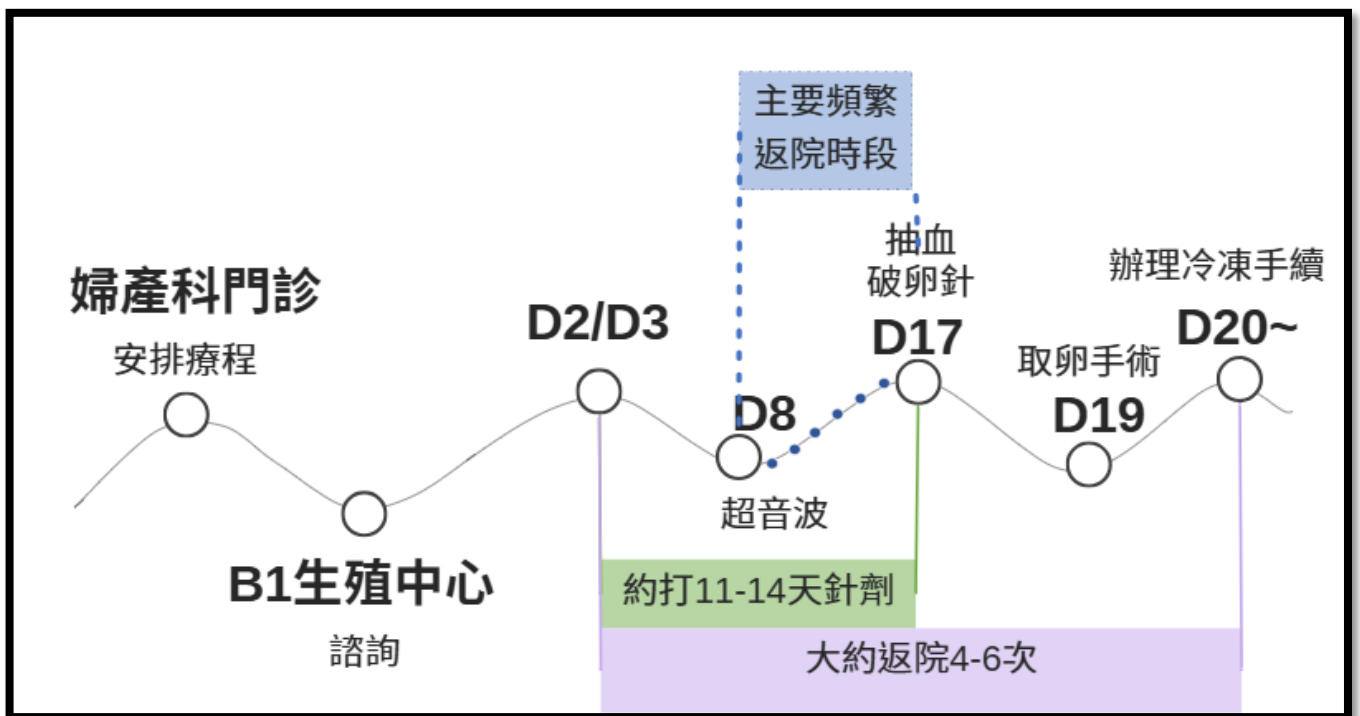 主要頻繁
返院時段
抽血
破卵針
辦理冷凍手續
婦產科門診
安排療程
D2/D3
D17
取卵手術
D20~
D8
D19
超音波
B1生殖中心
諮詢
約打11-14天針劑
大約返院4-6次